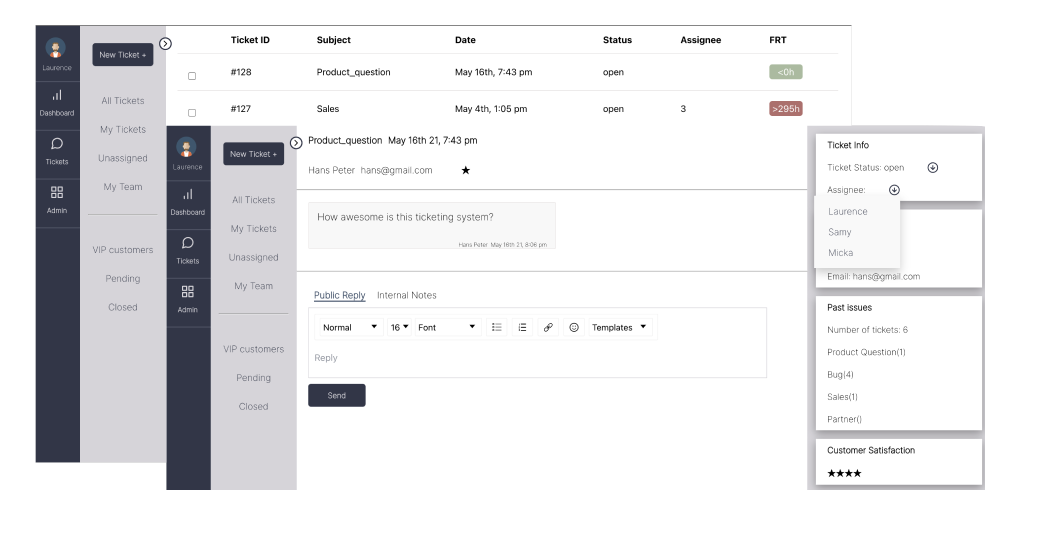 Laurence
Dashboard
Tickets
Admin
New Ticket +
All Tickets
My Tickets
Unassigned
My Team
VIP customers
Pending
Closed
Ticket ID Subject Date Status Assignee FRT
#128 Product_question May 16th, 7:43 pm open <0h
#127 Sales May 4th, 1:05 pm open 3 >295h
Laurence
Dashboard
Tickets
Admin
New Ticket +
All Tickets
My Tickets
Unassigned
My Team
VIP customers
Pending
Closed
Product_question May 16th 21, 7:43 pm
Hans Peter hans@gmail.com ★
How awesome is this ticketing system?
Hans Peter May 16th 21, 8:06 pm
Public Reply Internal Notes
Normal 16 Font Templates
Reply
Send
Ticket Info
Ticket Status: open
Assignee:
Laurence
Samy
Micka
Email: hans@gmail.com
Past issues
Number of tickets: 6
Product Question(1)
Bug(4)
Sales(1)
Partner()
Customer Satisfaction
★★★★